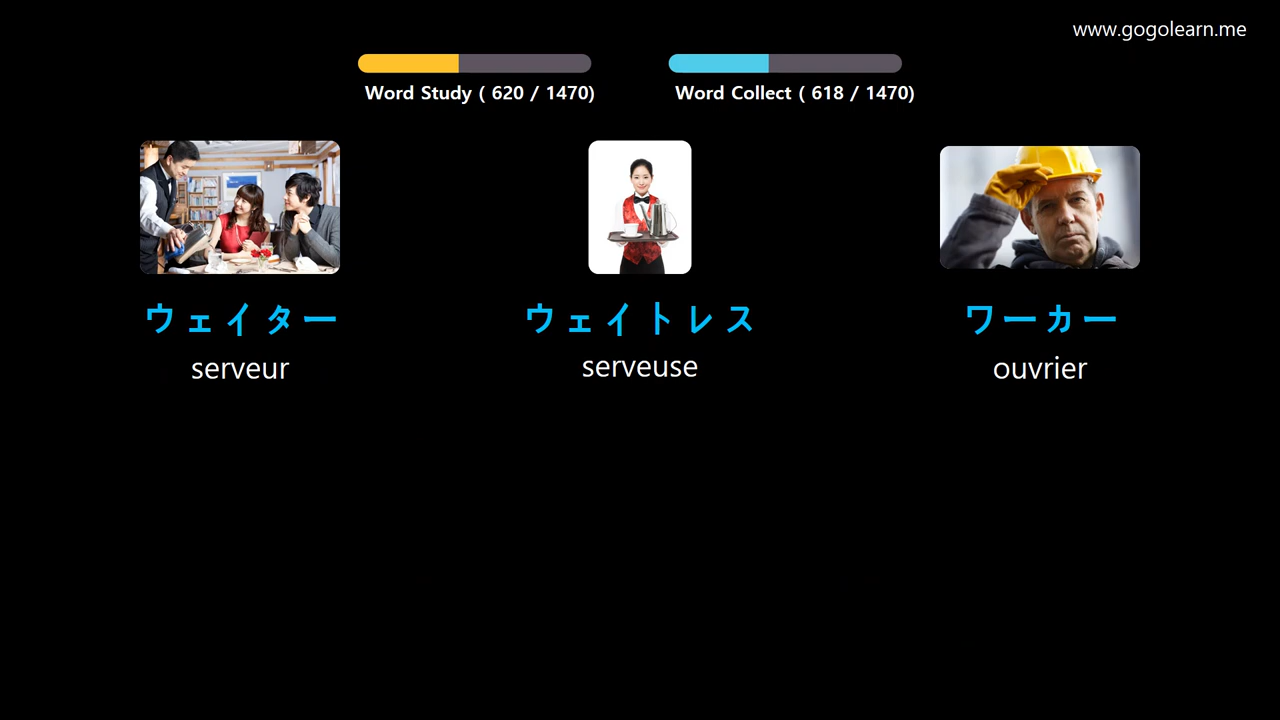 www.gogolearn.me
Word Study ( 620 / 1470)
Word Collect ( 618 / 1470)
ウェイター
ウェイトレス
ワーカー
serveur
serveuse
ouvrier